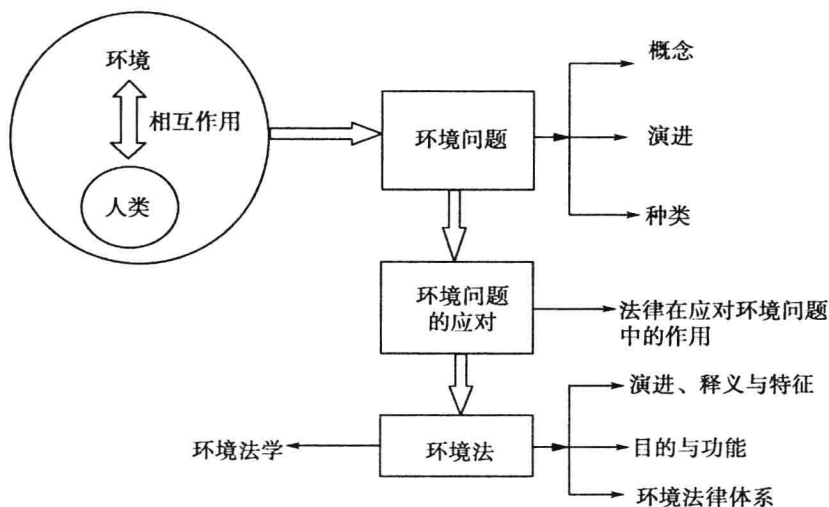 环境
相互作用
人类
环境问题
概念
演进
种类
环境问题
的应对
法律在应对环境问题
中的作用
环境法学
环境法
演进、释义与特征
目的与功能
环境法律体系